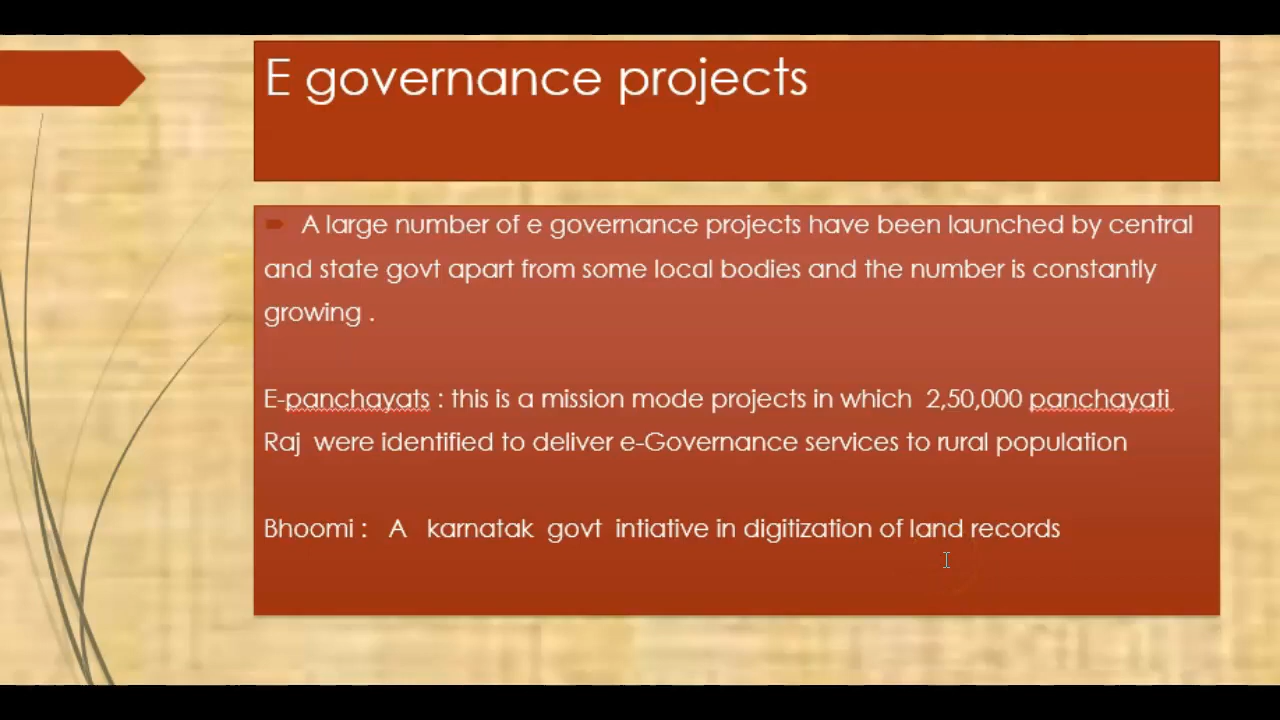 E governance projects
A large number of e governance projects have been launched by central
and state govt apart from some local bodies and the number is constantly
growing .
E-panchayats : this is a mission mode projects in which 2,50,000 panchayati
Raj were identified to deliver e-Governance services to rural population
Bhoomi : A karnatak govt intiative in digitization of land records